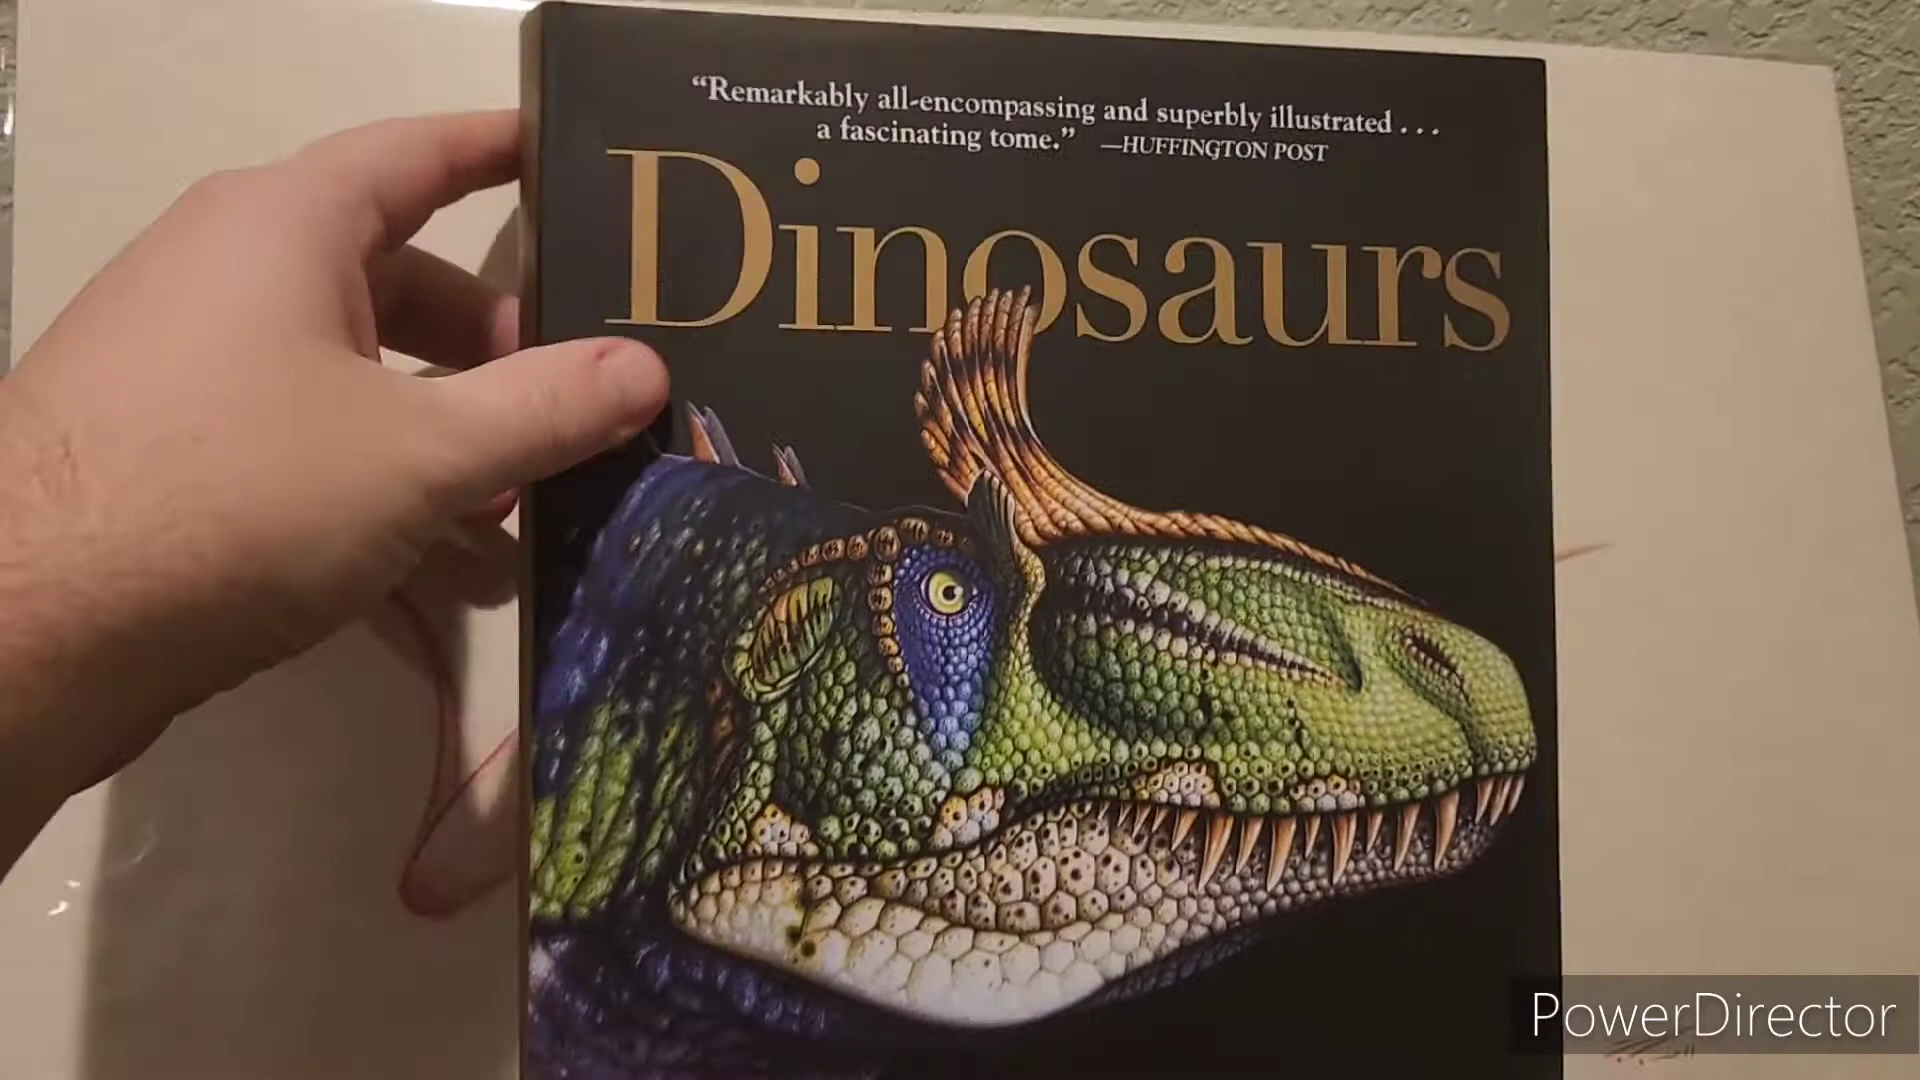 “Remarkably all-encompassing and superbly illustrated . . .
a fascinating tome.” —HUFFINGTON POST
Dinosaurs
PowerDirector